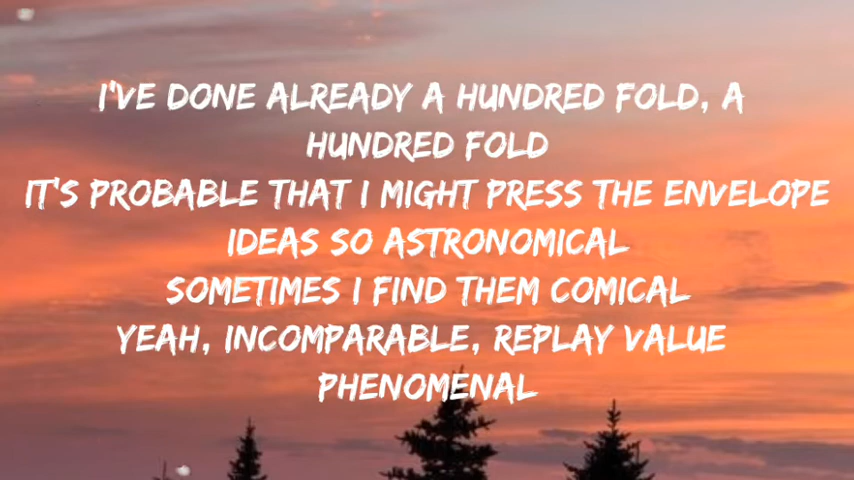 I'VE DONE ALREADY A HUNDRED FOLD, A
HUNDRED FOLD
IT'S PROBABLE THAT I MIGHT PRESS THE ENVELOPE
IDEAS SO ASTRONOMICAL
SOMETIMES I FIND THEM COMICAL
YEAH, INCOMPARABLE, REPLAY VALUE
PHENOMENAL